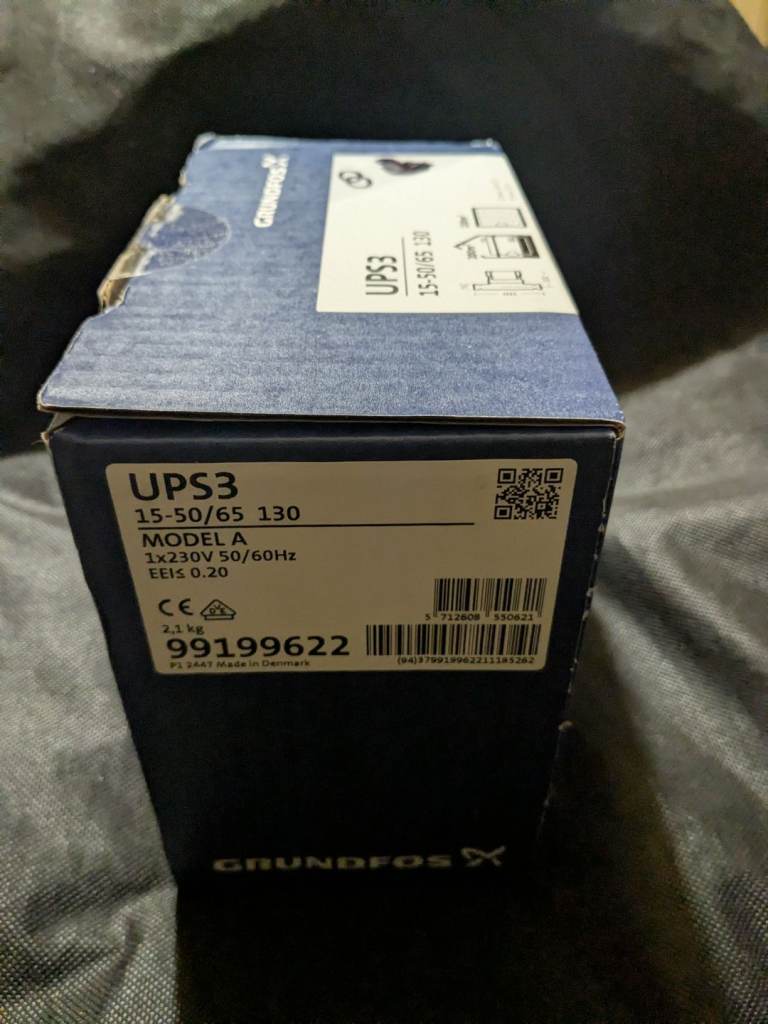 GRUNDFOS
UPS3
15-50/65 130
UPS3
15-50/65 130
MODEL A
1x230V 50/60Hz
EEI≤ 0.20
CE
2,1 kg
99199622
P1 2447 Made in Denmark
5 712608 550621
(94)3799199622111185262
GRUNDFOS